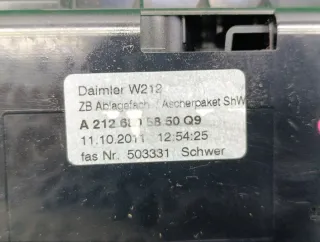 Daimler W212
ZB Ablagefach / Ascherpaket ShW
A 212 58 50 Q9
11.10.2011 12:54:25
fas Nr. 503331 Schwer